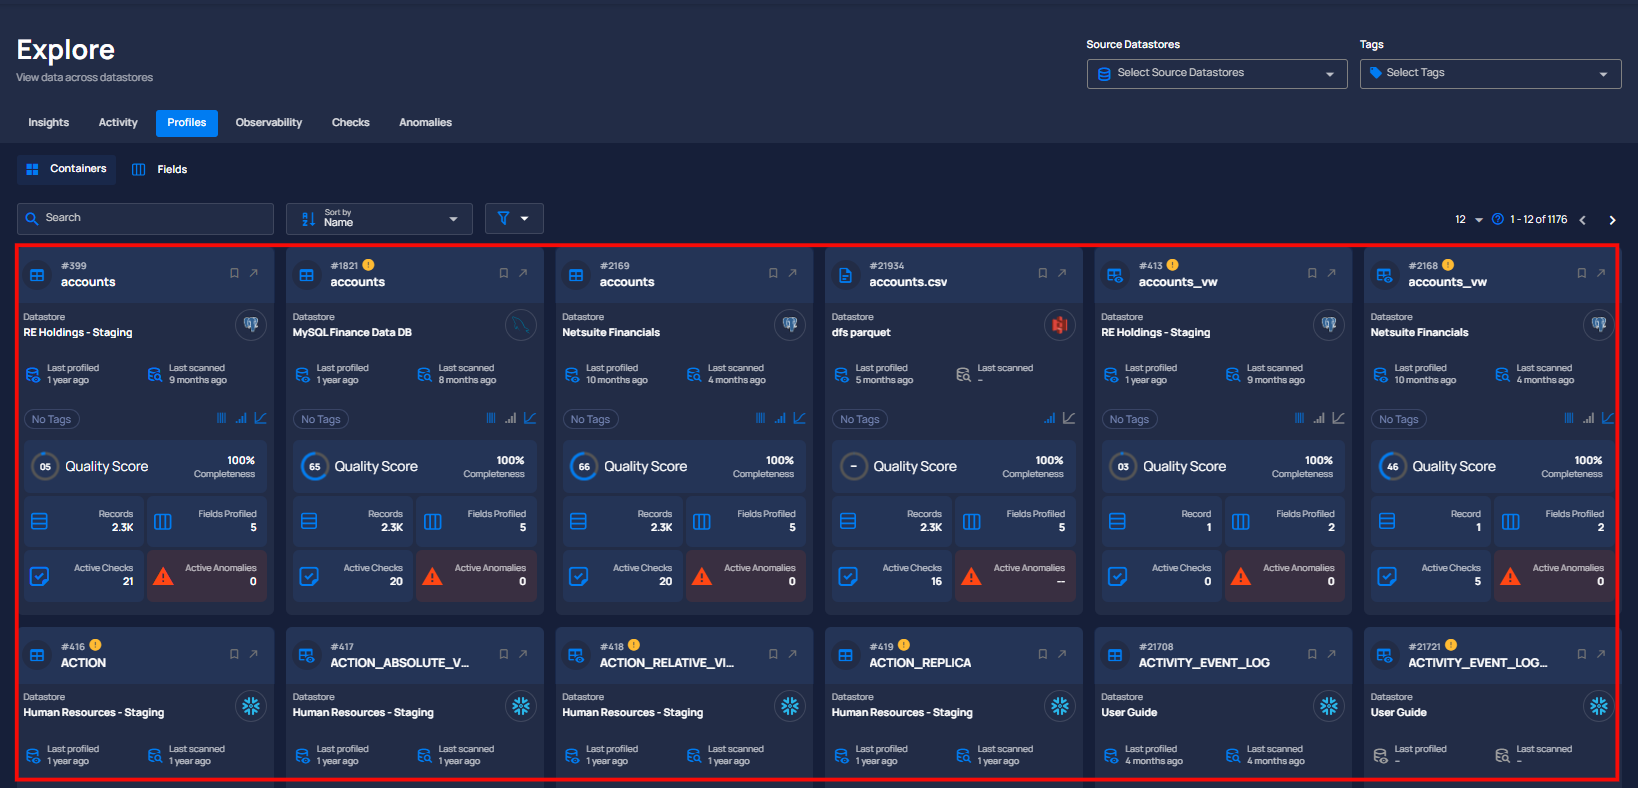 Explore
View data across datastores
Source Datastores
Select Source Datastores
Tags
Select Tags
Insights Activity Profiles Observability Checks Anomalies
Containers Fields
Search
Sort by
Name
12 1 - 12 of 1176
#399
accounts
Datastore
RE Holdings - Staging
Last profiled
1 year ago
Last scanned
9 months ago
No Tags
05 Quality Score
100%
Completeness
Records
2.3K
Fields Profiled
5
Active Checks
21
Active Anomalies
0
#1821
accounts
Datastore
MySQL Finance Data DB
Last profiled
1 year ago
Last scanned
8 months ago
No Tags
65 Quality Score
100%
Completeness
Records
2.3K
Fields Profiled
5
Active Checks
20
Active Anomalies
0
#2169
accounts
Datastore
Netsuite Financials
Last profiled
10 months ago
Last scanned
4 months ago
No Tags
66 Quality Score
100%
Completeness
Records
2.3K
Fields Profiled
5
Active Checks
20
Active Anomalies
0
#21934
accounts.csv
Datastore
dfs parquet
Last profiled
5 months ago
Last scanned
–
No Tags
– Quality Score
100%
Completeness
Records
2.3K
Fields Profiled
5
Active Checks
16
Active Anomalies
--
#413
accounts_vw
Datastore
RE Holdings - Staging
Last profiled
1 year ago
Last scanned
9 months ago
No Tags
03 Quality Score
100%
Completeness
Record
1
Fields Profiled
2
Active Checks
0
Active Anomalies
0
#2168
accounts_vw
Datastore
Netsuite Financials
Last profiled
10 months ago
Last scanned
4 months ago
No Tags
46 Quality Score
100%
Completeness
Record
1
Fields Profiled
2
Active Checks
5
Active Anomalies
0
#416
ACTION
Datastore
Human Resources - Staging
Last profiled
1 year ago
Last scanned
1 year ago
#417
ACTION_ABSOLUTE_V...
Datastore
Human Resources - Staging
Last profiled
1 year ago
Last scanned
1 year ago
#418
ACTION_RELATIVE_VI...
Datastore
Human Resources - Staging
Last profiled
1 year ago
Last scanned
1 year ago
#419
ACTION_REPLICA
Datastore
Human Resources - Staging
Last profiled
1 year ago
Last scanned
1 year ago
#21708
ACTIVITY_EVENT_LOG
Datastore
User Guide
Last profiled
4 months ago
Last scanned
4 months ago
#21721
ACTIVITY_EVENT_LOG...
Datastore
User Guide
Last profiled
–
Last scanned
–